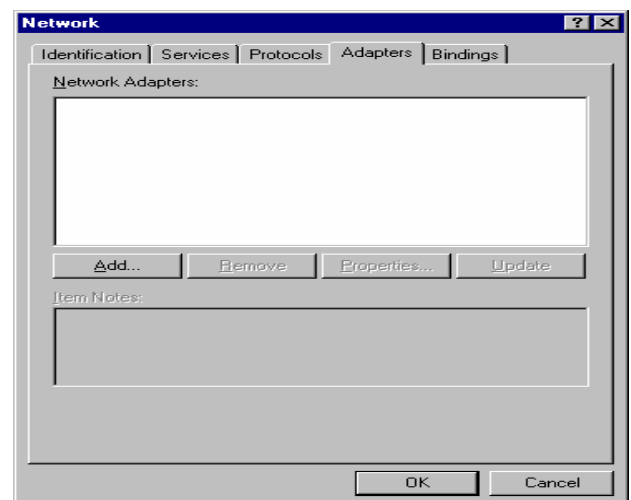 Network
Identification Services Protocols Adapters Bindings
Network Adapters:
Add... Remove Properties... Update
Item Notes:
OK Cancel